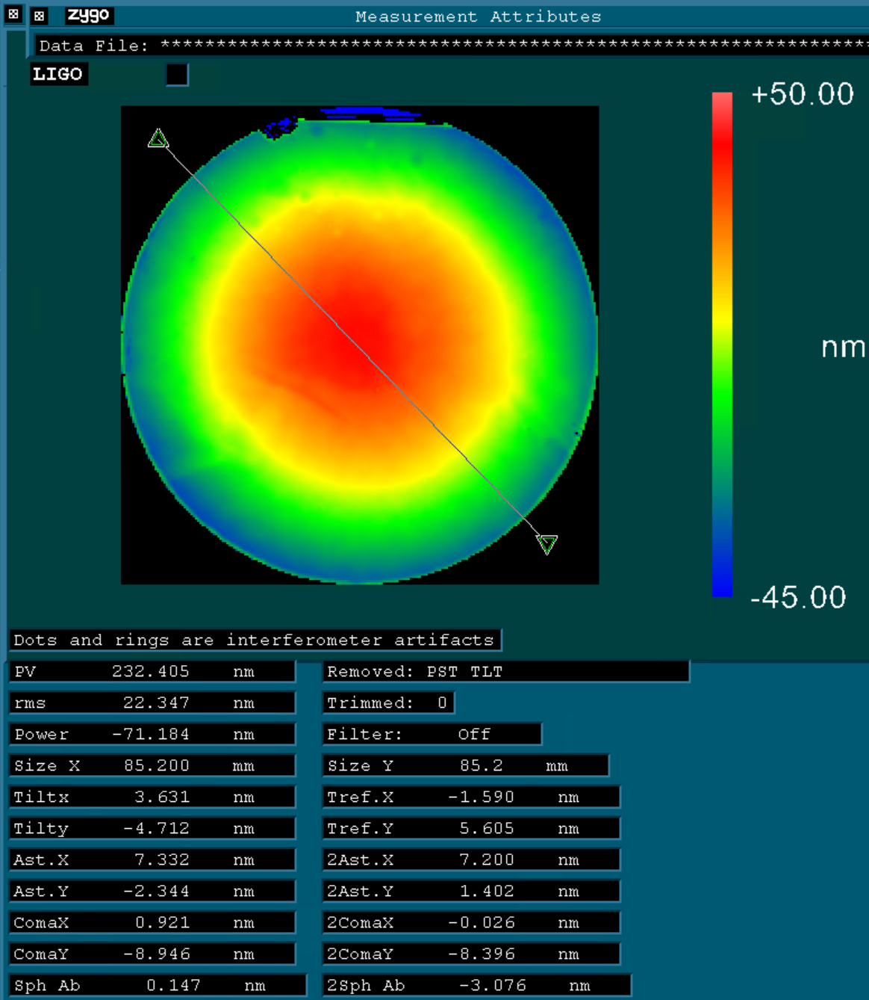 zygo
Measurement Attributes
Data File: ****************************************************************
LIGO
+50.00
nm
-45.00
Dots and rings are interferometer artifacts
PV 232.405 nm Removed: PST TLT
rms 22.347 nm Trimmed: 0
Power -71.184 nm Filter: Off
Size X 85.200 mm Size Y 85.2 mm
Tiltx 3.631 nm Tref.X -1.590 nm
Tilty -4.712 nm Tref.Y 5.605 nm
Ast.X 7.332 nm 2Ast.X 7.200 nm
Ast.Y -2.344 nm 2Ast.Y 1.402 nm
ComaX 0.921 nm 2ComaX -0.026 nm
ComaY -8.946 nm 2ComaY -8.396 nm
Sph Ab 0.147 nm 2Sph Ab -3.076 nm